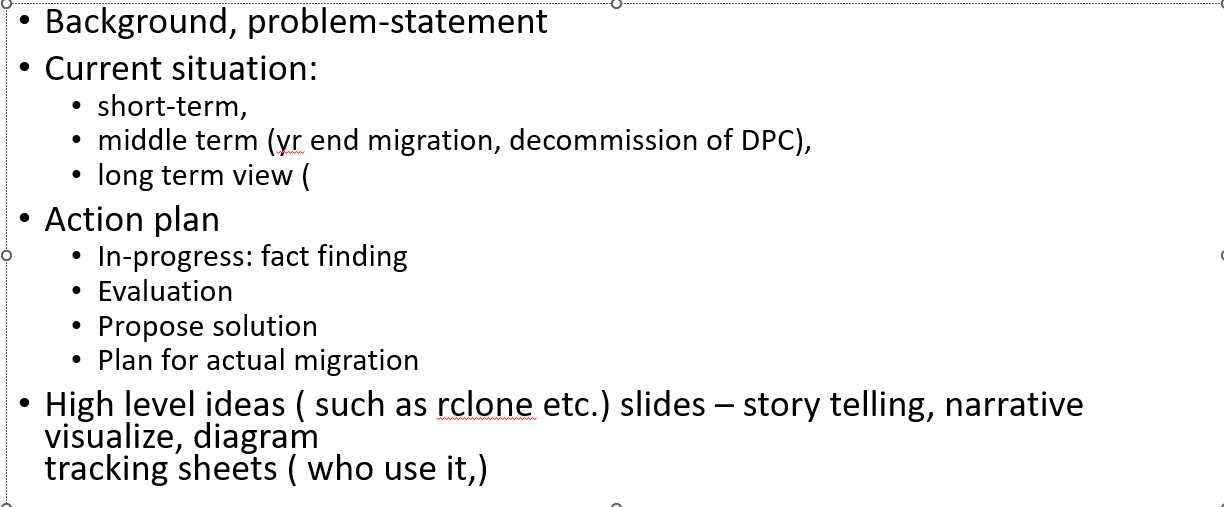 • Background, problem-statement
• Current situation:
• short-term,
• middle term (yr end migration, decommission of DPC),
• long term view (
• Action plan
• In-progress: fact finding
• Evaluation
• Propose solution
• Plan for actual migration
• High level ideas ( such as rclone etc.) slides – story telling, narrative
visualize, diagram
tracking sheets ( who use it,)